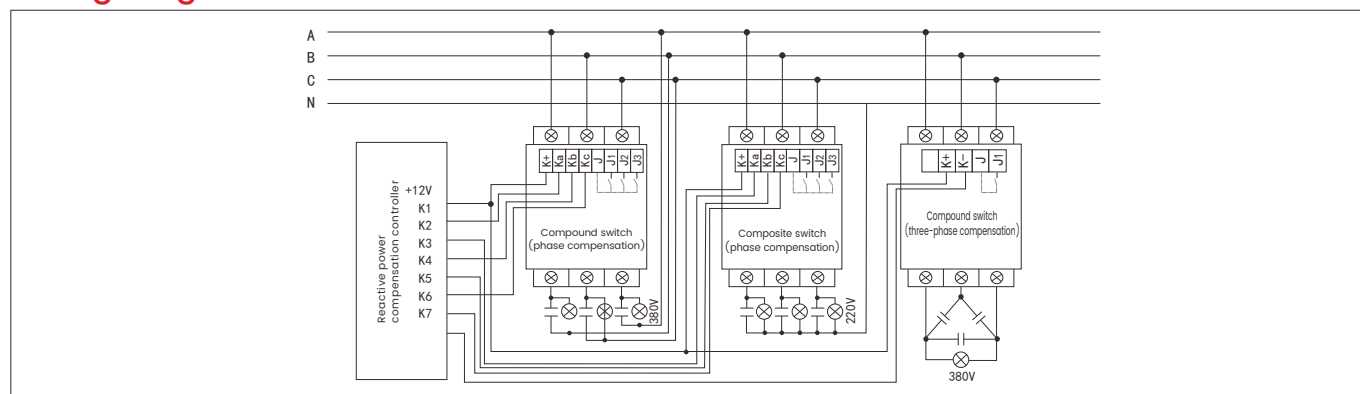 A
B
C
N
Reactive power
compensation controller
+12V
K1
K2
K3
K4
K5
K6
K7
K+
Ka
Kb
Kc
J
J1
J2
J3
Compound switch
(phase compensation)
380V
K+
Ka
Kb
Kc
J
J1
J2
J3
Composite switch
(phase compensation)
220V
K+
K-
J
J1
Compound switch
(three-phase compensation)
380V